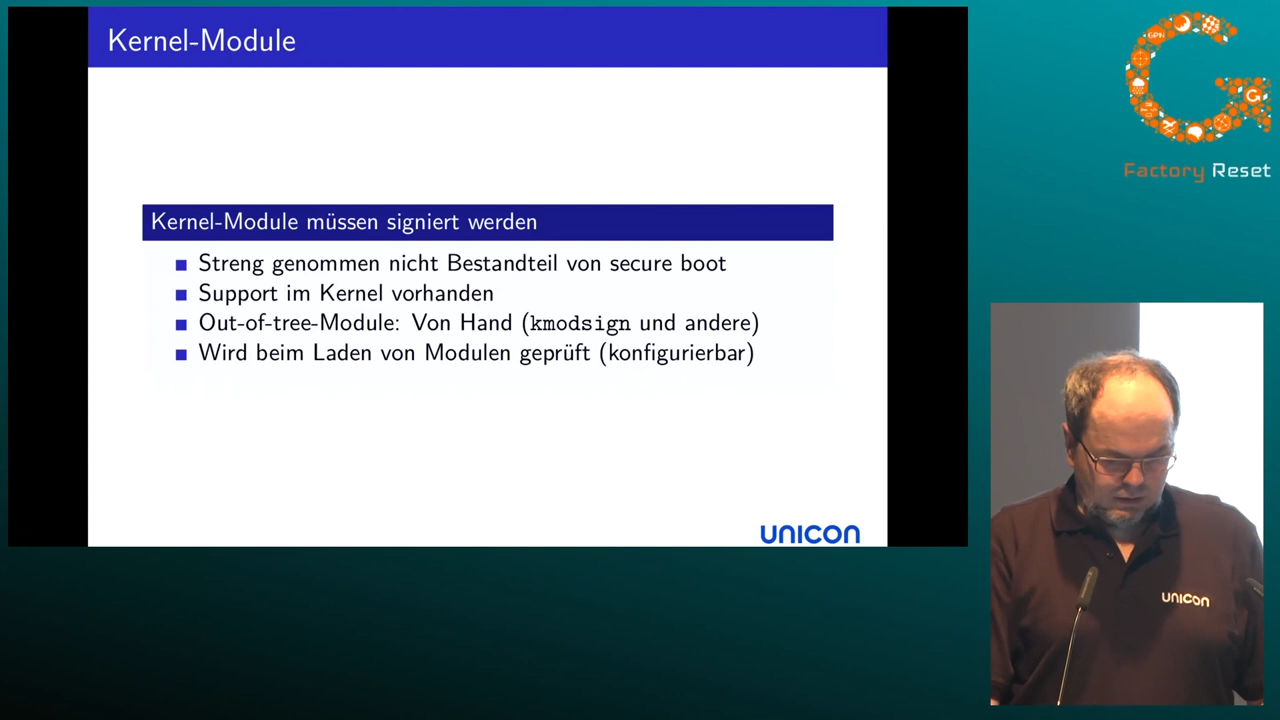 Kernel-Module
Kernel-Module müssen signiert werden
Streng genommen nicht Bestandteil von secure boot
Support im Kernel vorhanden
Out-of-tree-Module: Von Hand (kmodsign und andere)
Wird beim Laden von Modulen geprüft (konfigurierbar)
UNICON
GPN
Factory Reset
UNICON